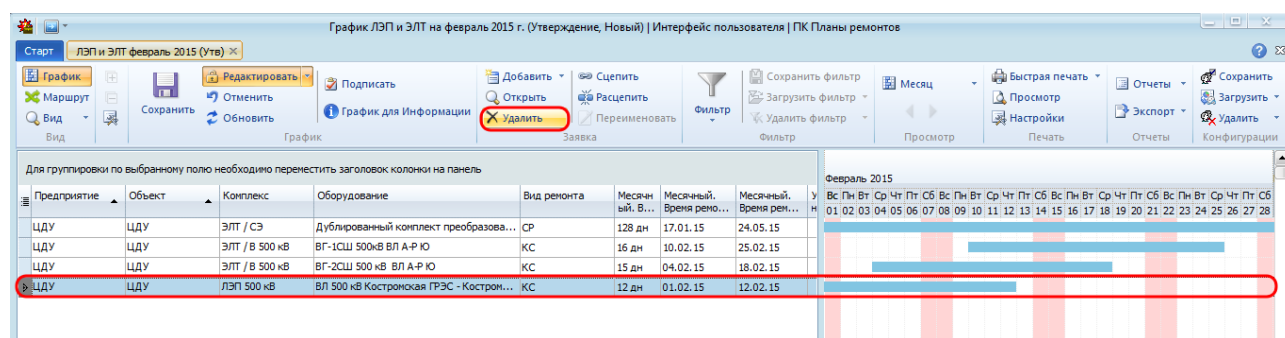 График ЛЭП и ЭЛТ на февраль 2015 г. (Утверждение, Новый) | Интерфейс пользователя | ПК Планы ремонтов
Старт ЛЭП и ЭЛТ февраль 2015 (Утв)
График Редактировать Подписать Добавить Сцепить Сохранить фильтр Месяц Быстрая печать Отчеты Сохранить
Маршрут Сохранить Отменить Открыть Расцепить Фильтр Загрузить фильтр Просмотр Загрузить
Вид Обновить График для Информации Удалить Переименовать Удалить фильтр Настройки Экспорт Удалить
Вид График Заявка Фильтр Просмотр Печать Отчеты Конфигурации
Для группировки по выбранному полю необходимо переместить заголовок колонки на панель
Февраль 2015
Предприятие Объект Комплекс Оборудование Вид ремонта Месячн Месячный. Месячный. У Вс Пн Вт Ср Чт Пт Сб Вс Пн Вт Ср Чт Пт Сб Вс Пн Вт Ср Чт Пт Сб Вс Пн Вт Ср Чт Пт Сб
ый. В... Время ремо... Время рем... н 01 02 03 04 05 06 07 08 09 10 11 12 13 14 15 16 17 18 19 20 21 22 23 24 25 26 27 28
ЦДУ ЦДУ ЭЛТ / СЭ Дублированный комплект преобразова... СР 128 дн 17.01.15 24.05.15
ЦДУ ЦДУ ЭЛТ / В 500 кВ ВГ-1СШ 500кВ ВЛ А-Р Ю КС 16 дн 10.02.15 25.02.15
ЦДУ ЦДУ ЭЛТ / В 500 кВ ВГ-2СШ 500 кВ ВЛ А-Р Ю КС 15 дн 04.02.15 18.02.15
ЦДУ ЦДУ ЛЭП 500 кВ ВЛ 500 кВ Костромская ГРЭС - Костром... КС 12 дн 01.02.15 12.02.15